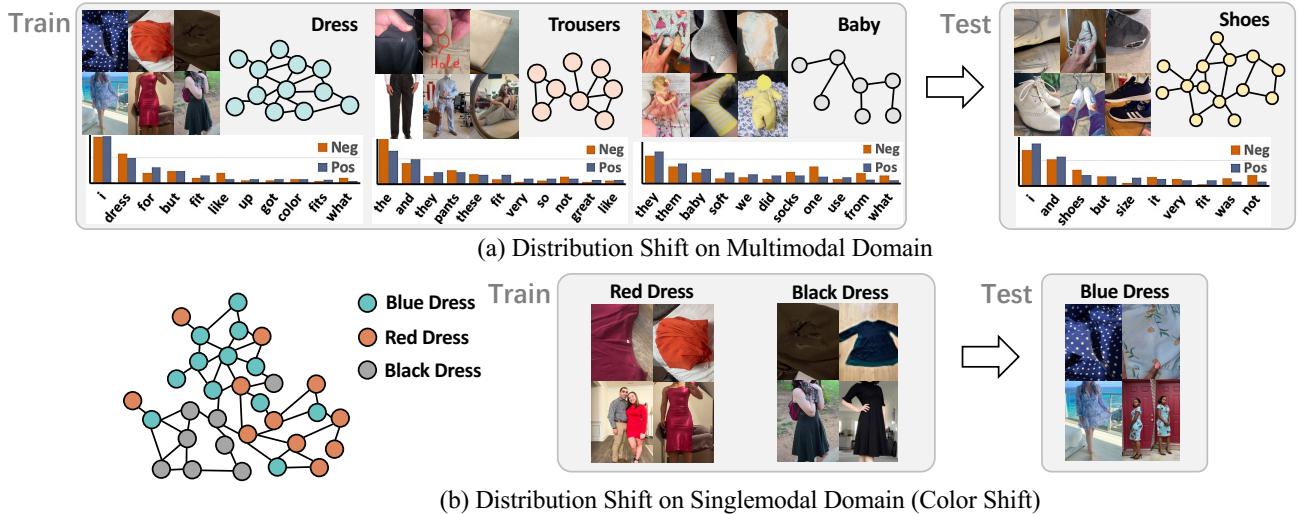 Train
Dress
Trousers
Baby
Test
Shoes
Hole
Neg
Pos
Neg
Pos
Neg
Pos
Neg
Pos
i dress for but fit like up got color fits what
the and they pants these fit very so not great like
they them baby soft we did socks one use from what
i and shoes but size it very fit was not
(a) Distribution Shift on Multimodal Domain
Blue Dress
Red Dress
Black Dress
Train
Red Dress
Black Dress
Test
Blue Dress
(b) Distribution Shift on Singlemodal Domain (Color Shift)